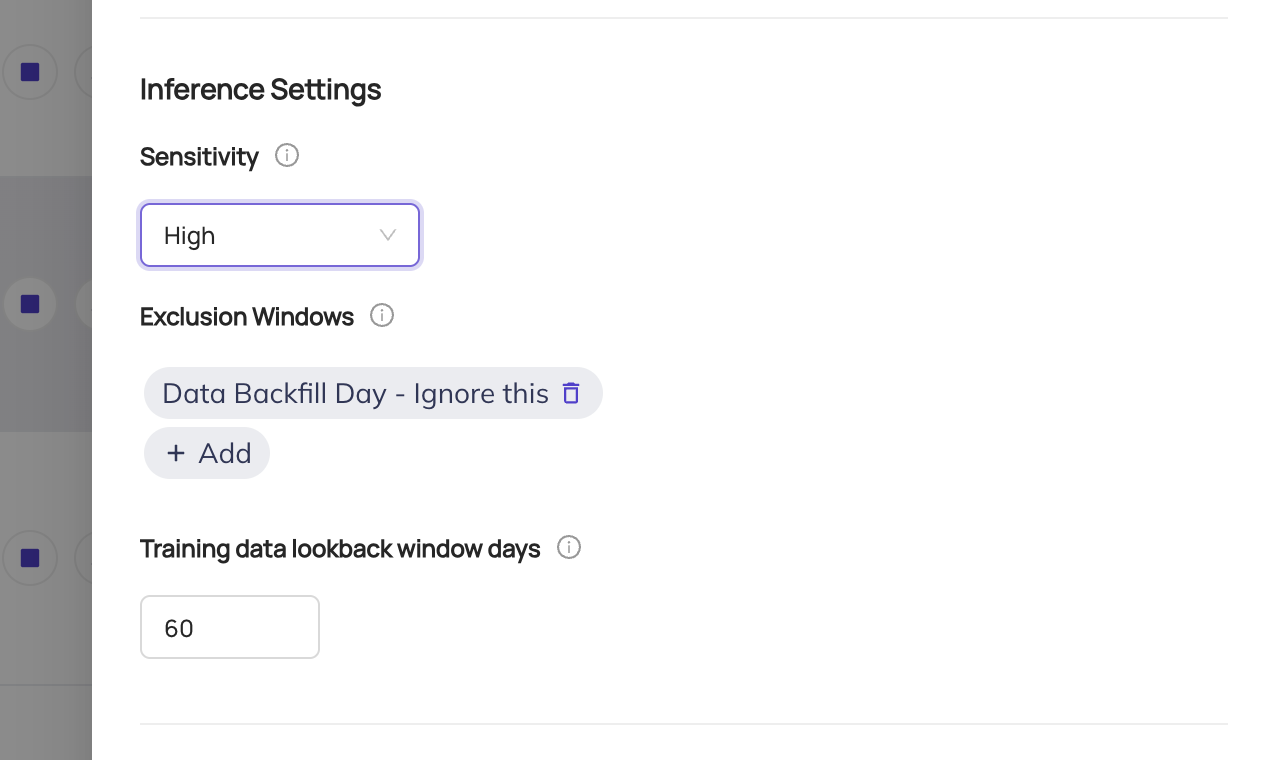 Inference Settings
Sensitivity
High
Exclusion Windows
Data Backfill Day - Ignore this
+ Add
Training data lookback window days
60